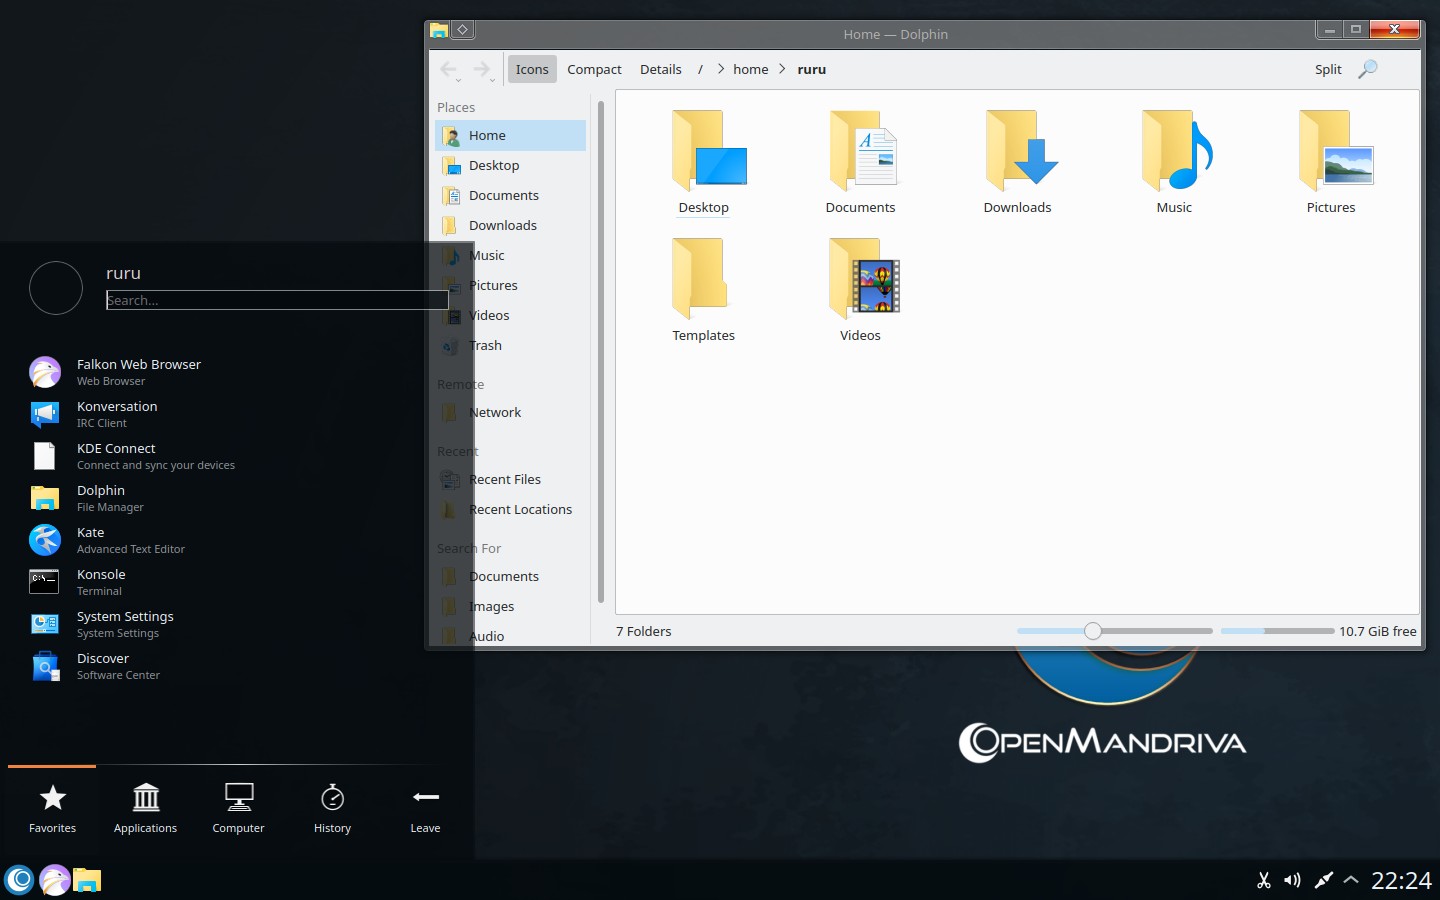 Home — Dolphin
Icons Compact Details / > home > ruru Split
Places
Home
Desktop
Documents
Downloads
Music
Pictures
Videos
Trash
Remote
Network
Recent
Recent Files
Recent Locations
Search For
Documents
Images
Audio
Desktop Documents Downloads Music Pictures
Templates Videos
7 Folders 10.7 GiB free
ruru
Search...
Falkon Web Browser
Web Browser
Konversation
IRC Client
KDE Connect
Connect and sync your devices
Dolphin
File Manager
Kate
Advanced Text Editor
C:\_
Konsole
Terminal
System Settings
System Settings
Discover
Software Center
Favorites Applications Computer History Leave
OPENMANDRIVA
22:24